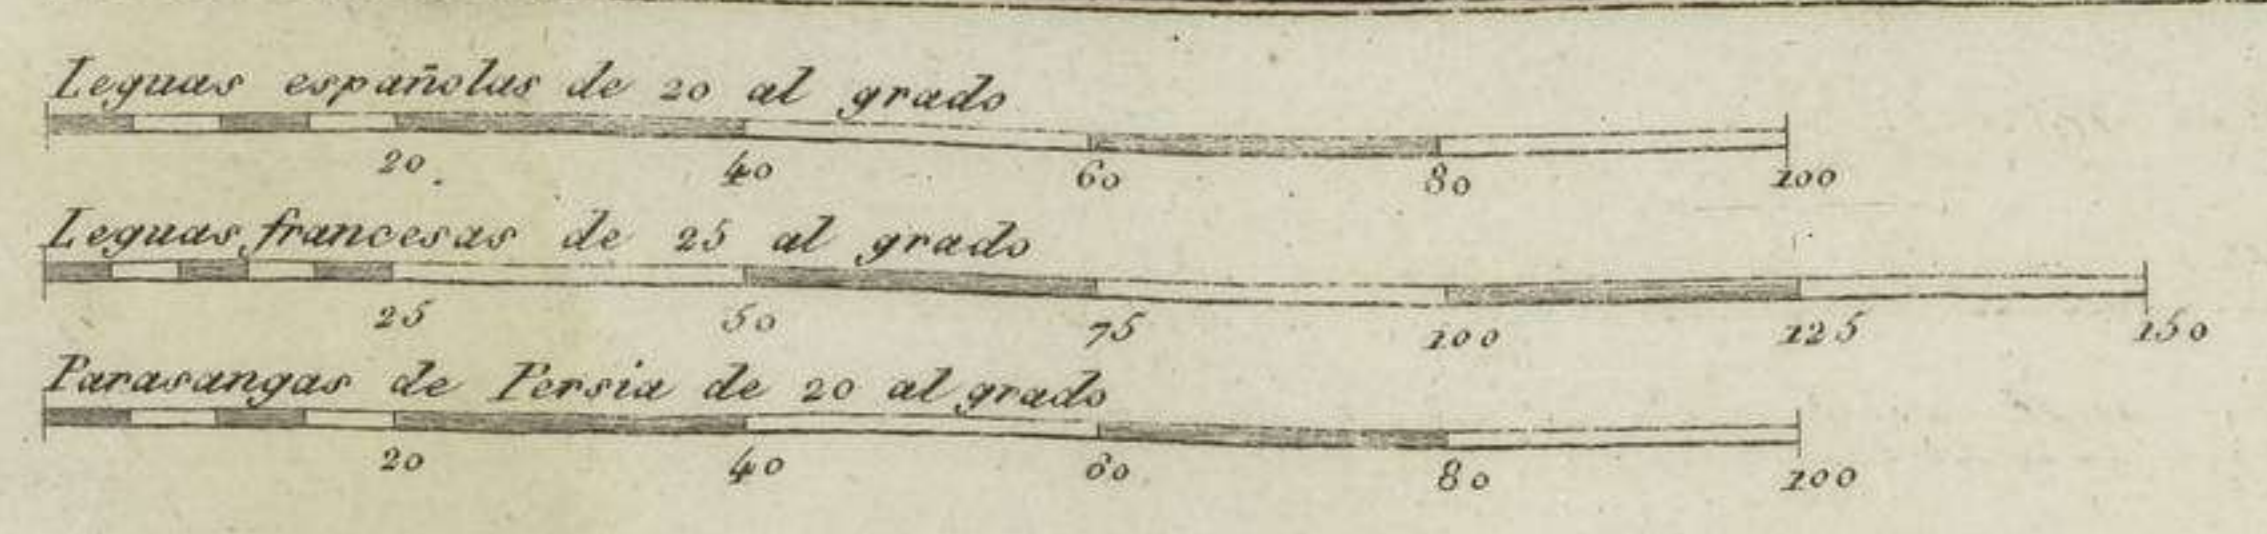 Leguas españolas de 20 al grado
20. 40 60 80 100
Leguas francesas de 25 al grado
25 50 75 100 125 150
Parasangas de Persia de 20 al grado
20 40 60 80 100